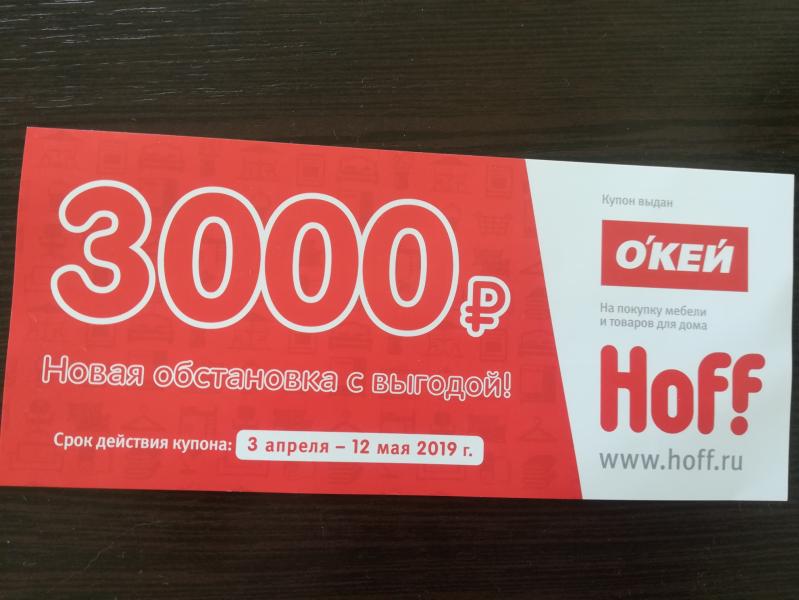 3000₽
Новая обстановка с выгодой!
Срок действия купона: 3 апреля – 12 мая 2019 г.
Купон выдан
О'КЕЙ
На покупку мебели
и товаров для дома
Hoff
www.hoff.ru